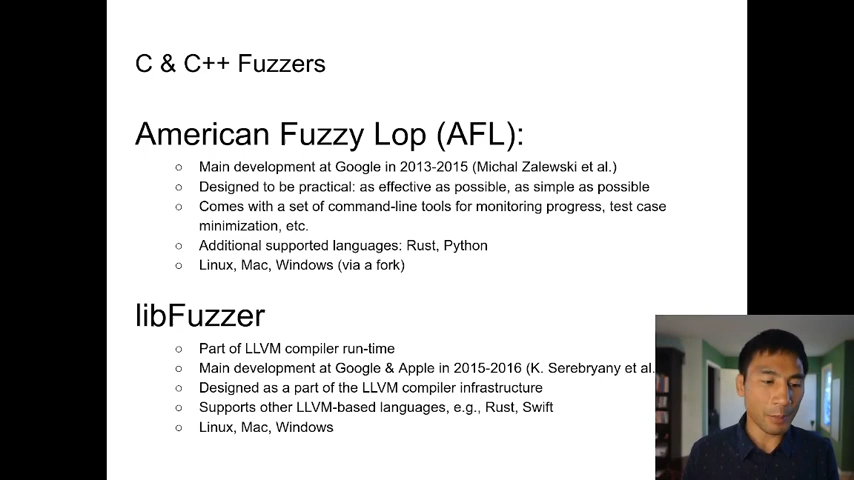 C & C++ Fuzzers
American Fuzzy Lop (AFL):
○ Main development at Google in 2013-2015 (Michal Zalewski et al.)
○ Designed to be practical: as effective as possible, as simple as possible
○ Comes with a set of command-line tools for monitoring progress, test case
minimization, etc.
○ Additional supported languages: Rust, Python
○ Linux, Mac, Windows (via a fork)
libFuzzer
○ Part of LLVM compiler run-time
○ Main development at Google & Apple in 2015-2016 (K. Serebryany et al.
○ Designed as a part of the LLVM compiler infrastructure
○ Supports other LLVM-based languages, e.g., Rust, Swift
○ Linux, Mac, Windows